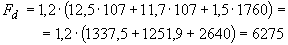 F_d = 1,2 · (12,5 · 107 + 11,7 · 107 + 1,5 · 1760) =
= 1,2 · (1337,5 + 1251,9 + 2640) = 6275